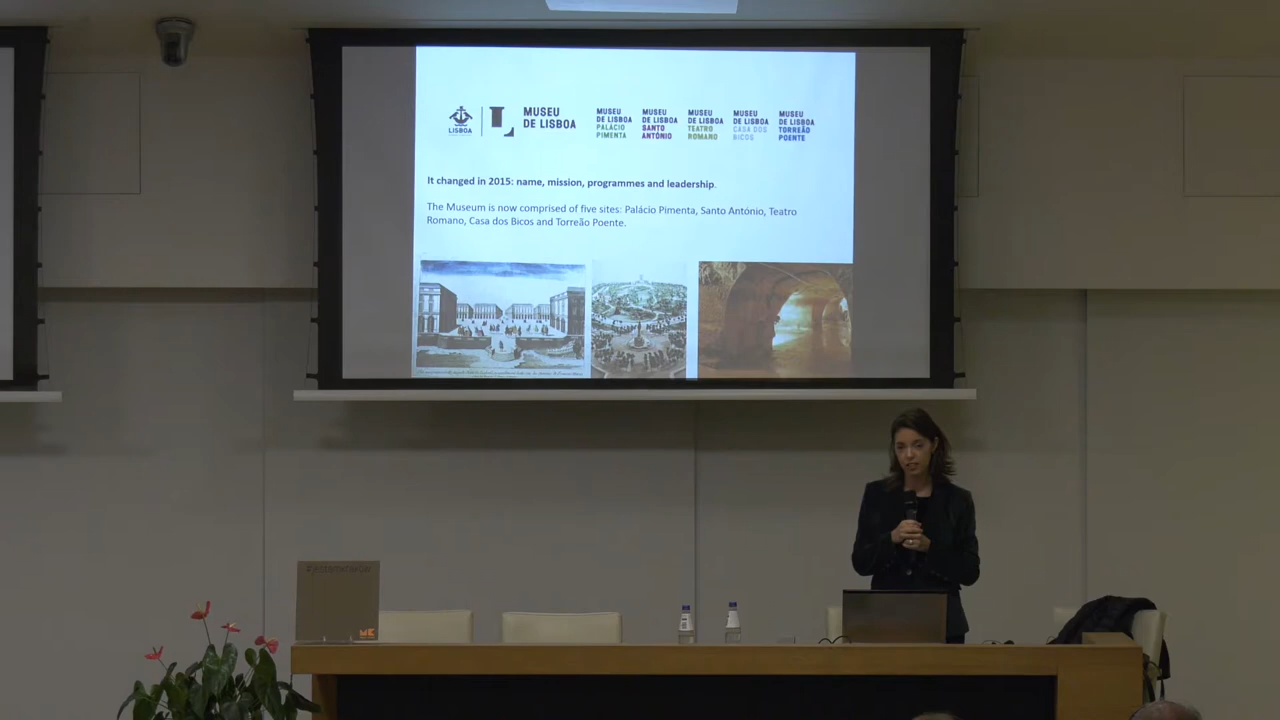 LISBOA
MUSEU
DE LISBOA
MUSEU
DE LISBOA
PALÁCIO
PIMENTA
MUSEU
DE LISBOA
SANTO
ANTÓNIO
MUSEU
DE LISBOA
TEATRO
ROMANO
MUSEU
DE LISBOA
CASA DOS
BICOS
MUSEU
DE LISBOA
TORREÃO
POENTE
It changed in 2015: name, mission, programmes and leadership.
The Museum is now comprised of five sites: Palácio Pimenta, Santo António, Teatro
Romano, Casa dos Bicos and Torreão Poente.